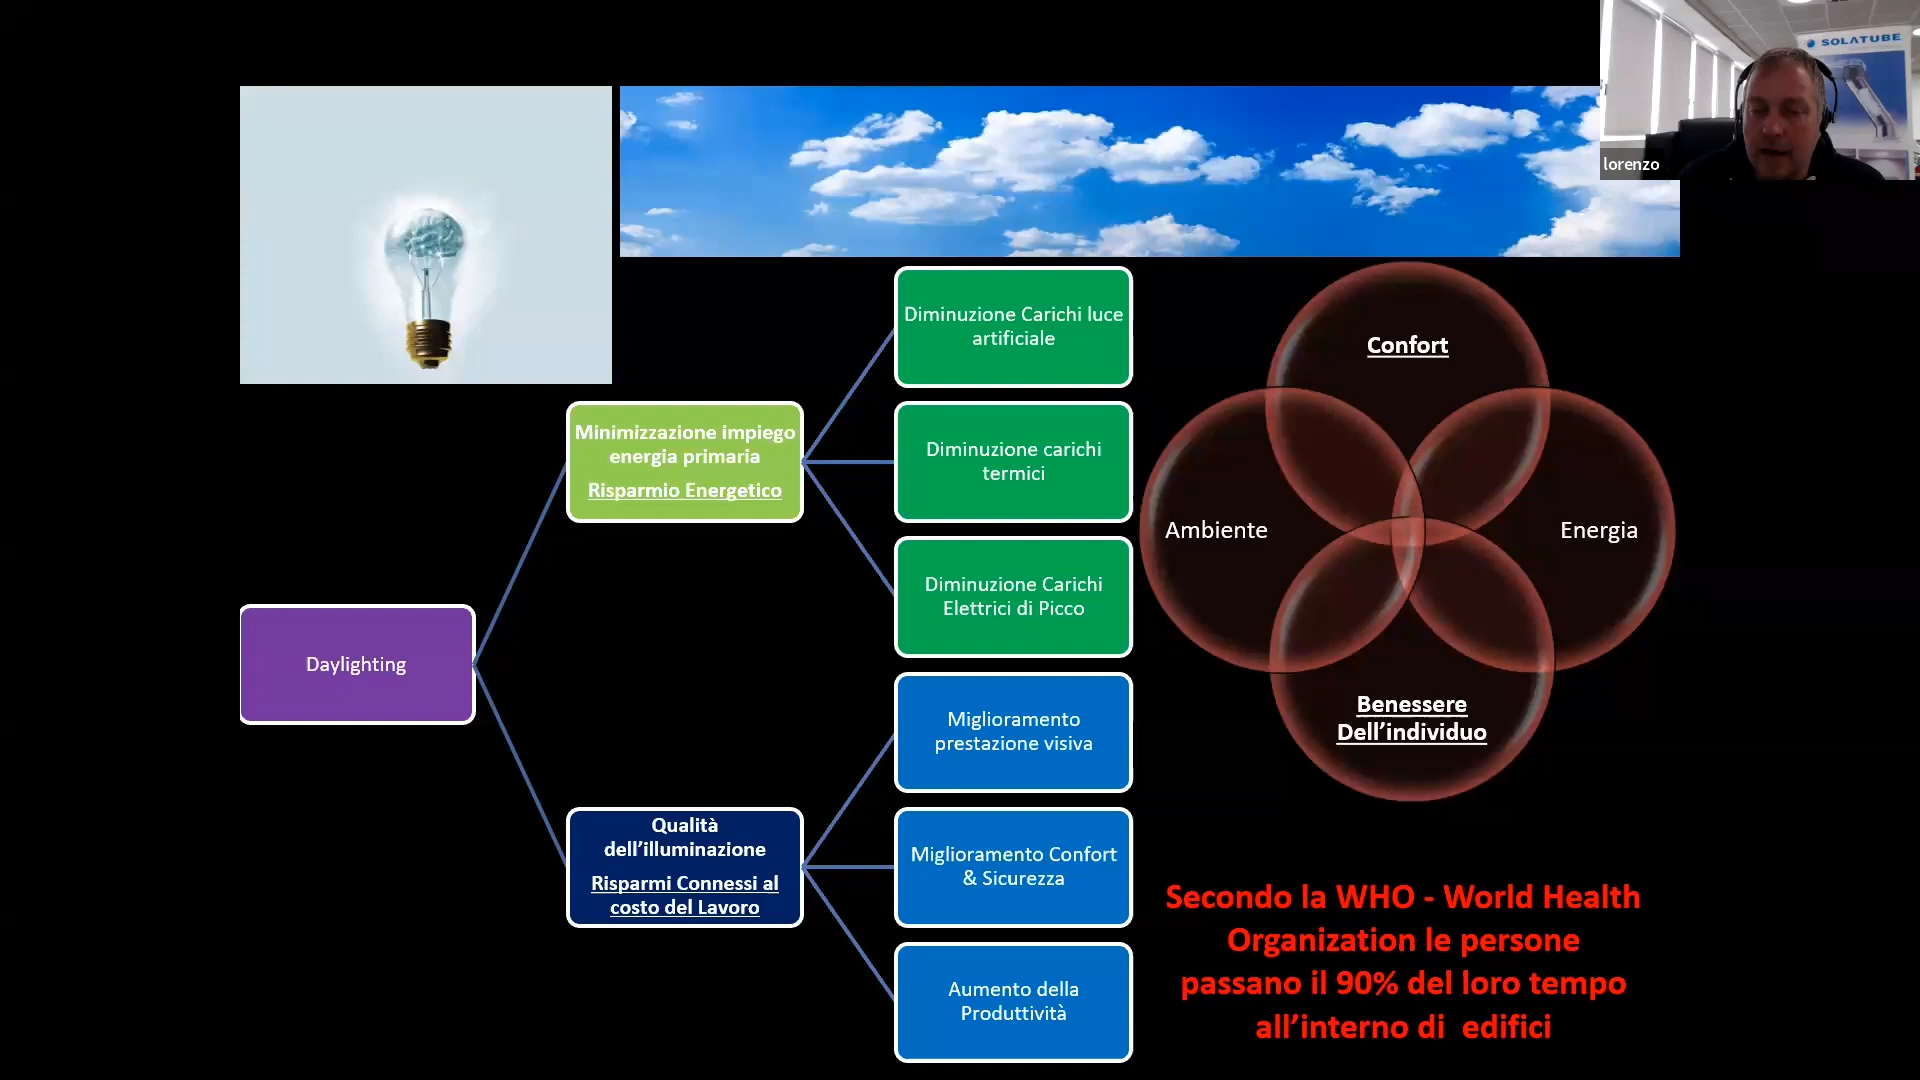 SOLATUBE
lorenzo
Diminuzione Carichi luce
artificiale
Confort
Minimizzazione impiego
energia primaria
Risparmio Energetico
Diminuzione carichi
termici
Ambiente
Energia
Diminuzione Carichi
Elettrici di Picco
Daylighting
Miglioramento
prestazione visiva
Benessere
Dell’individuo
Qualità
dell’illuminazione
Risparmi Connessi al
costo del Lavoro
Miglioramento Confort
& Sicurezza
Aumento della
Produttività
Secondo la WHO - World Health
Organization le persone
passano il 90% del loro tempo
all’interno di  edifici